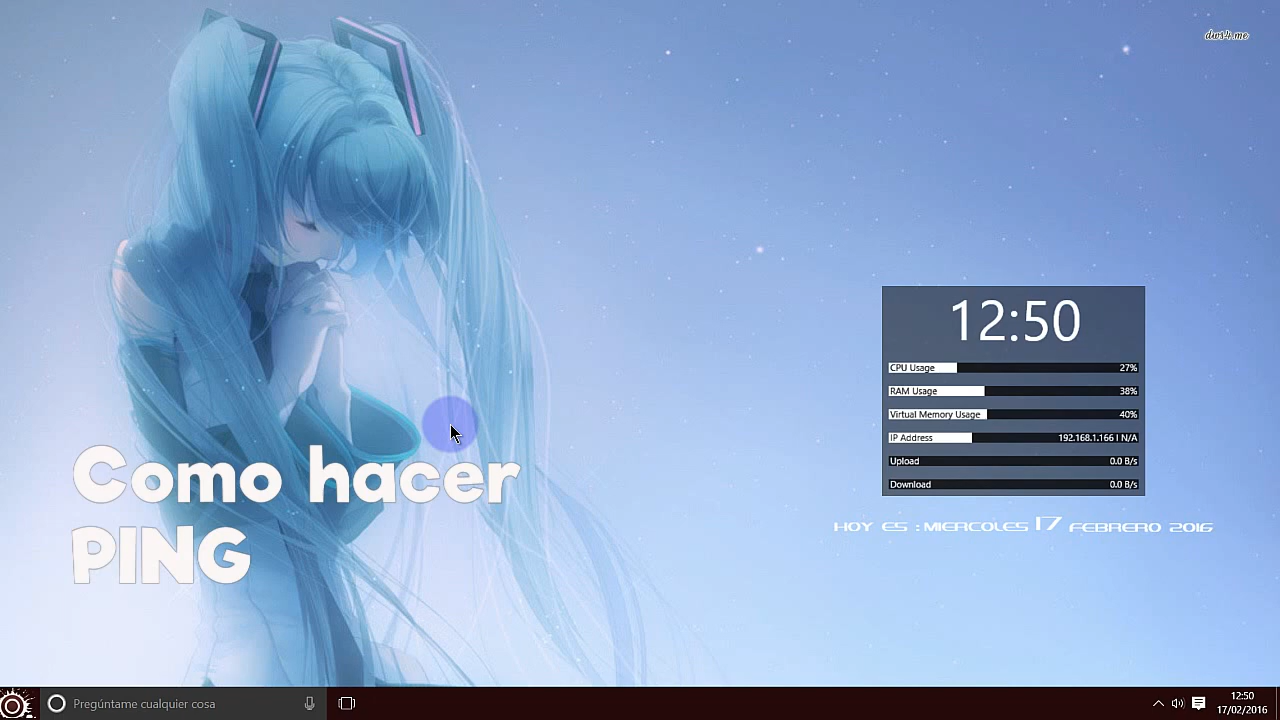 dws4.me
12:50
CPU Usage 27%
RAM Usage 38%
Virtual Memory Usage 40%
IP Address 192.168.1.166 | N/A
Upload 0.0 B/s
Download 0.0 B/s
HOY ES : MIERCOLES 17 FEBRERO 2016
Como hacer
PING
Pregúntame cualquier cosa
12:50
17/02/2016